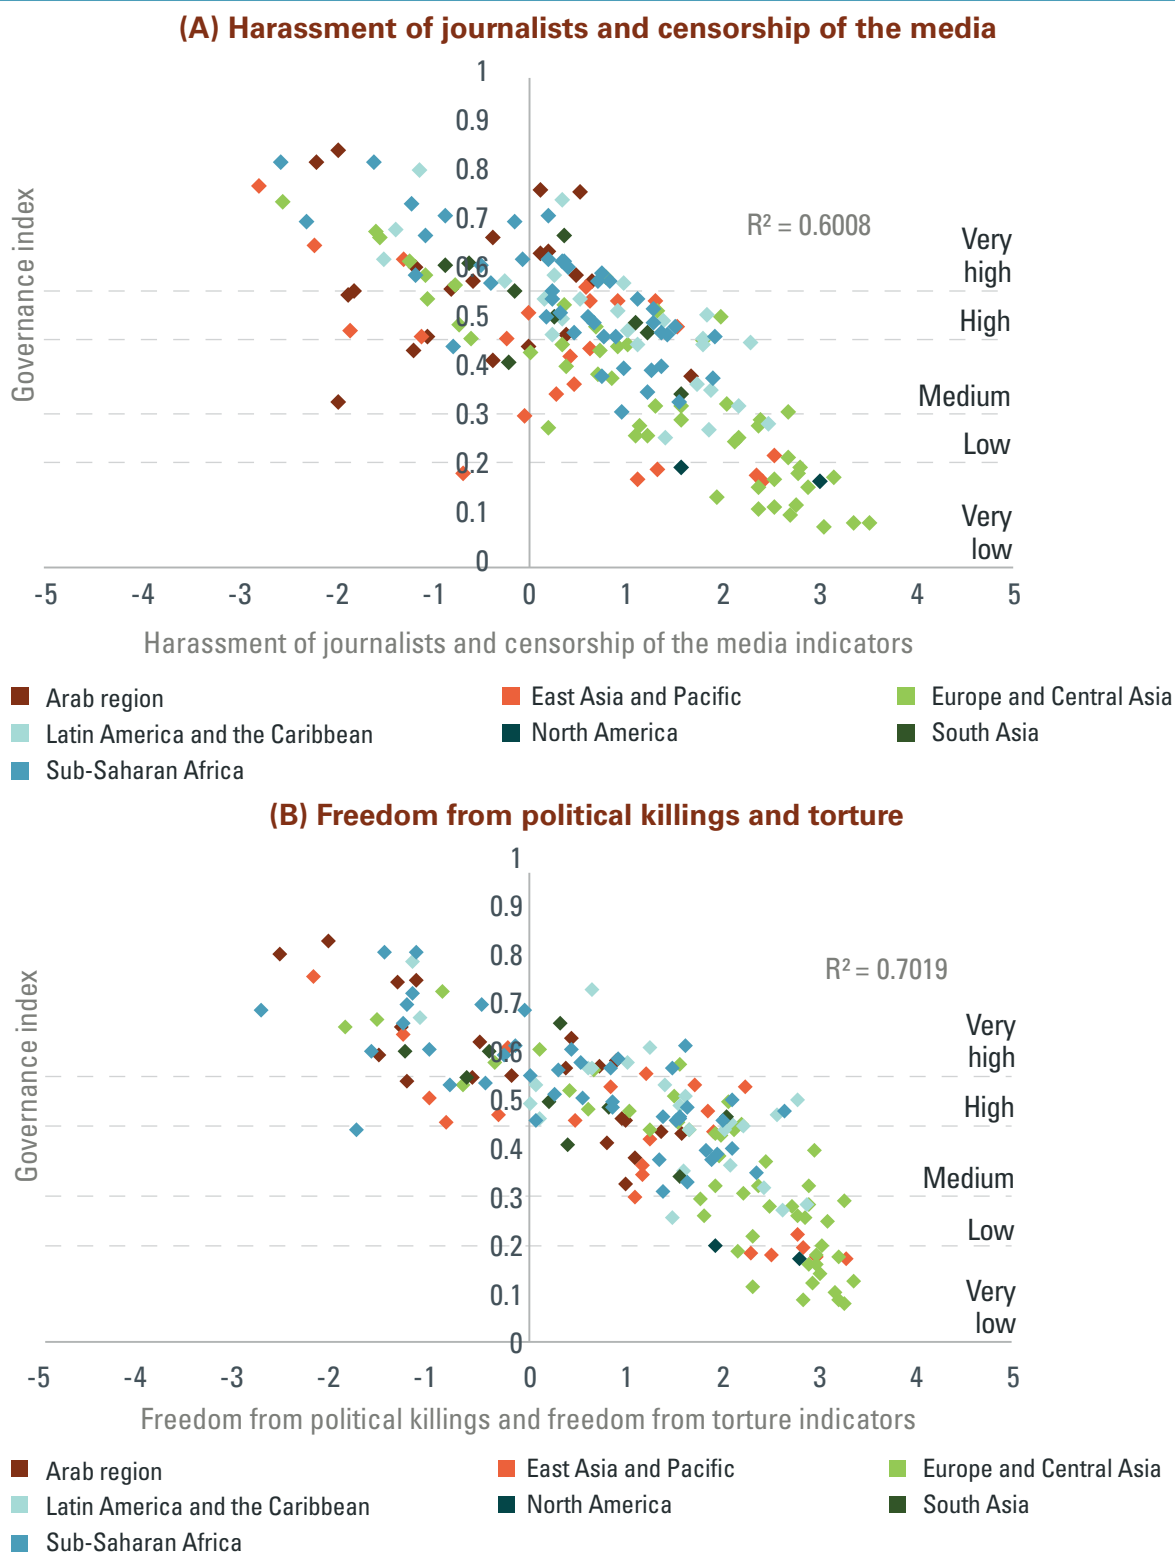 (A) Harassment of journalists and censorship of the media
Governance index
1
0.9
0.8
0.7
0.6
0.5
0.4
0.3
0.2
0.1
0
R² = 0.6008
Very
high
High
Medium
Low
Very
low
-5 -4 -3 -2 -1 0 1 2 3 4 5
Harassment of journalists and censorship of the media indicators
Arab region East Asia and Pacific Europe and Central Asia
Latin America and the Caribbean North America South Asia
Sub-Saharan Africa
(B) Freedom from political killings and torture
Governance index
1
0.9
0.8
0.7
0.6
0.5
0.4
0.3
0.2
0.1
0
R² = 0.7019
Very
high
High
Medium
Low
Very
low
-5 -4 -3 -2 -1 0 1 2 3 4 5
Freedom from political killings and freedom from torture indicators
Arab region East Asia and Pacific Europe and Central Asia
Latin America and the Caribbean North America South Asia
Sub-Saharan Africa